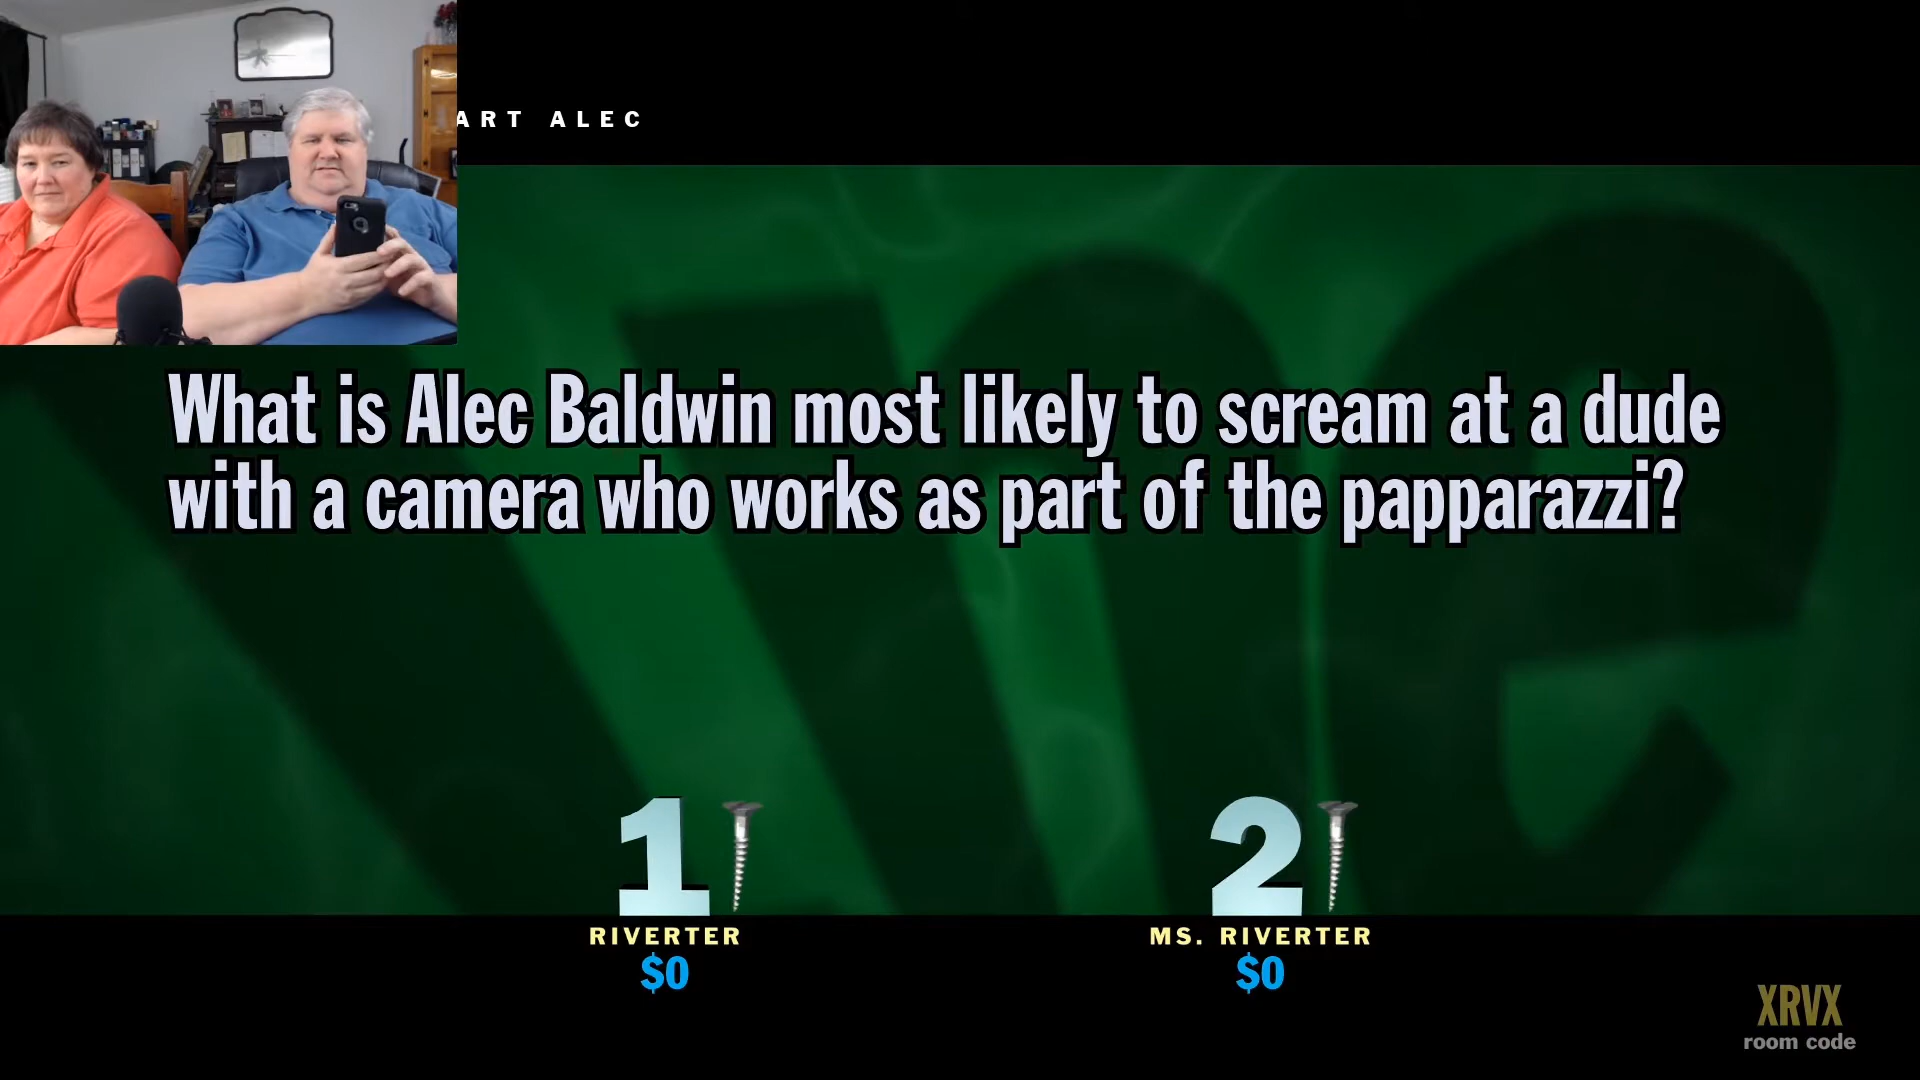 ART ALEC
What is Alec Baldwin most likely to scream at a dude
with a camera who works as part of the papparazzi?
1
2
RIVERTER
MS. RIVERTER
$0
$0
XRVX
room code